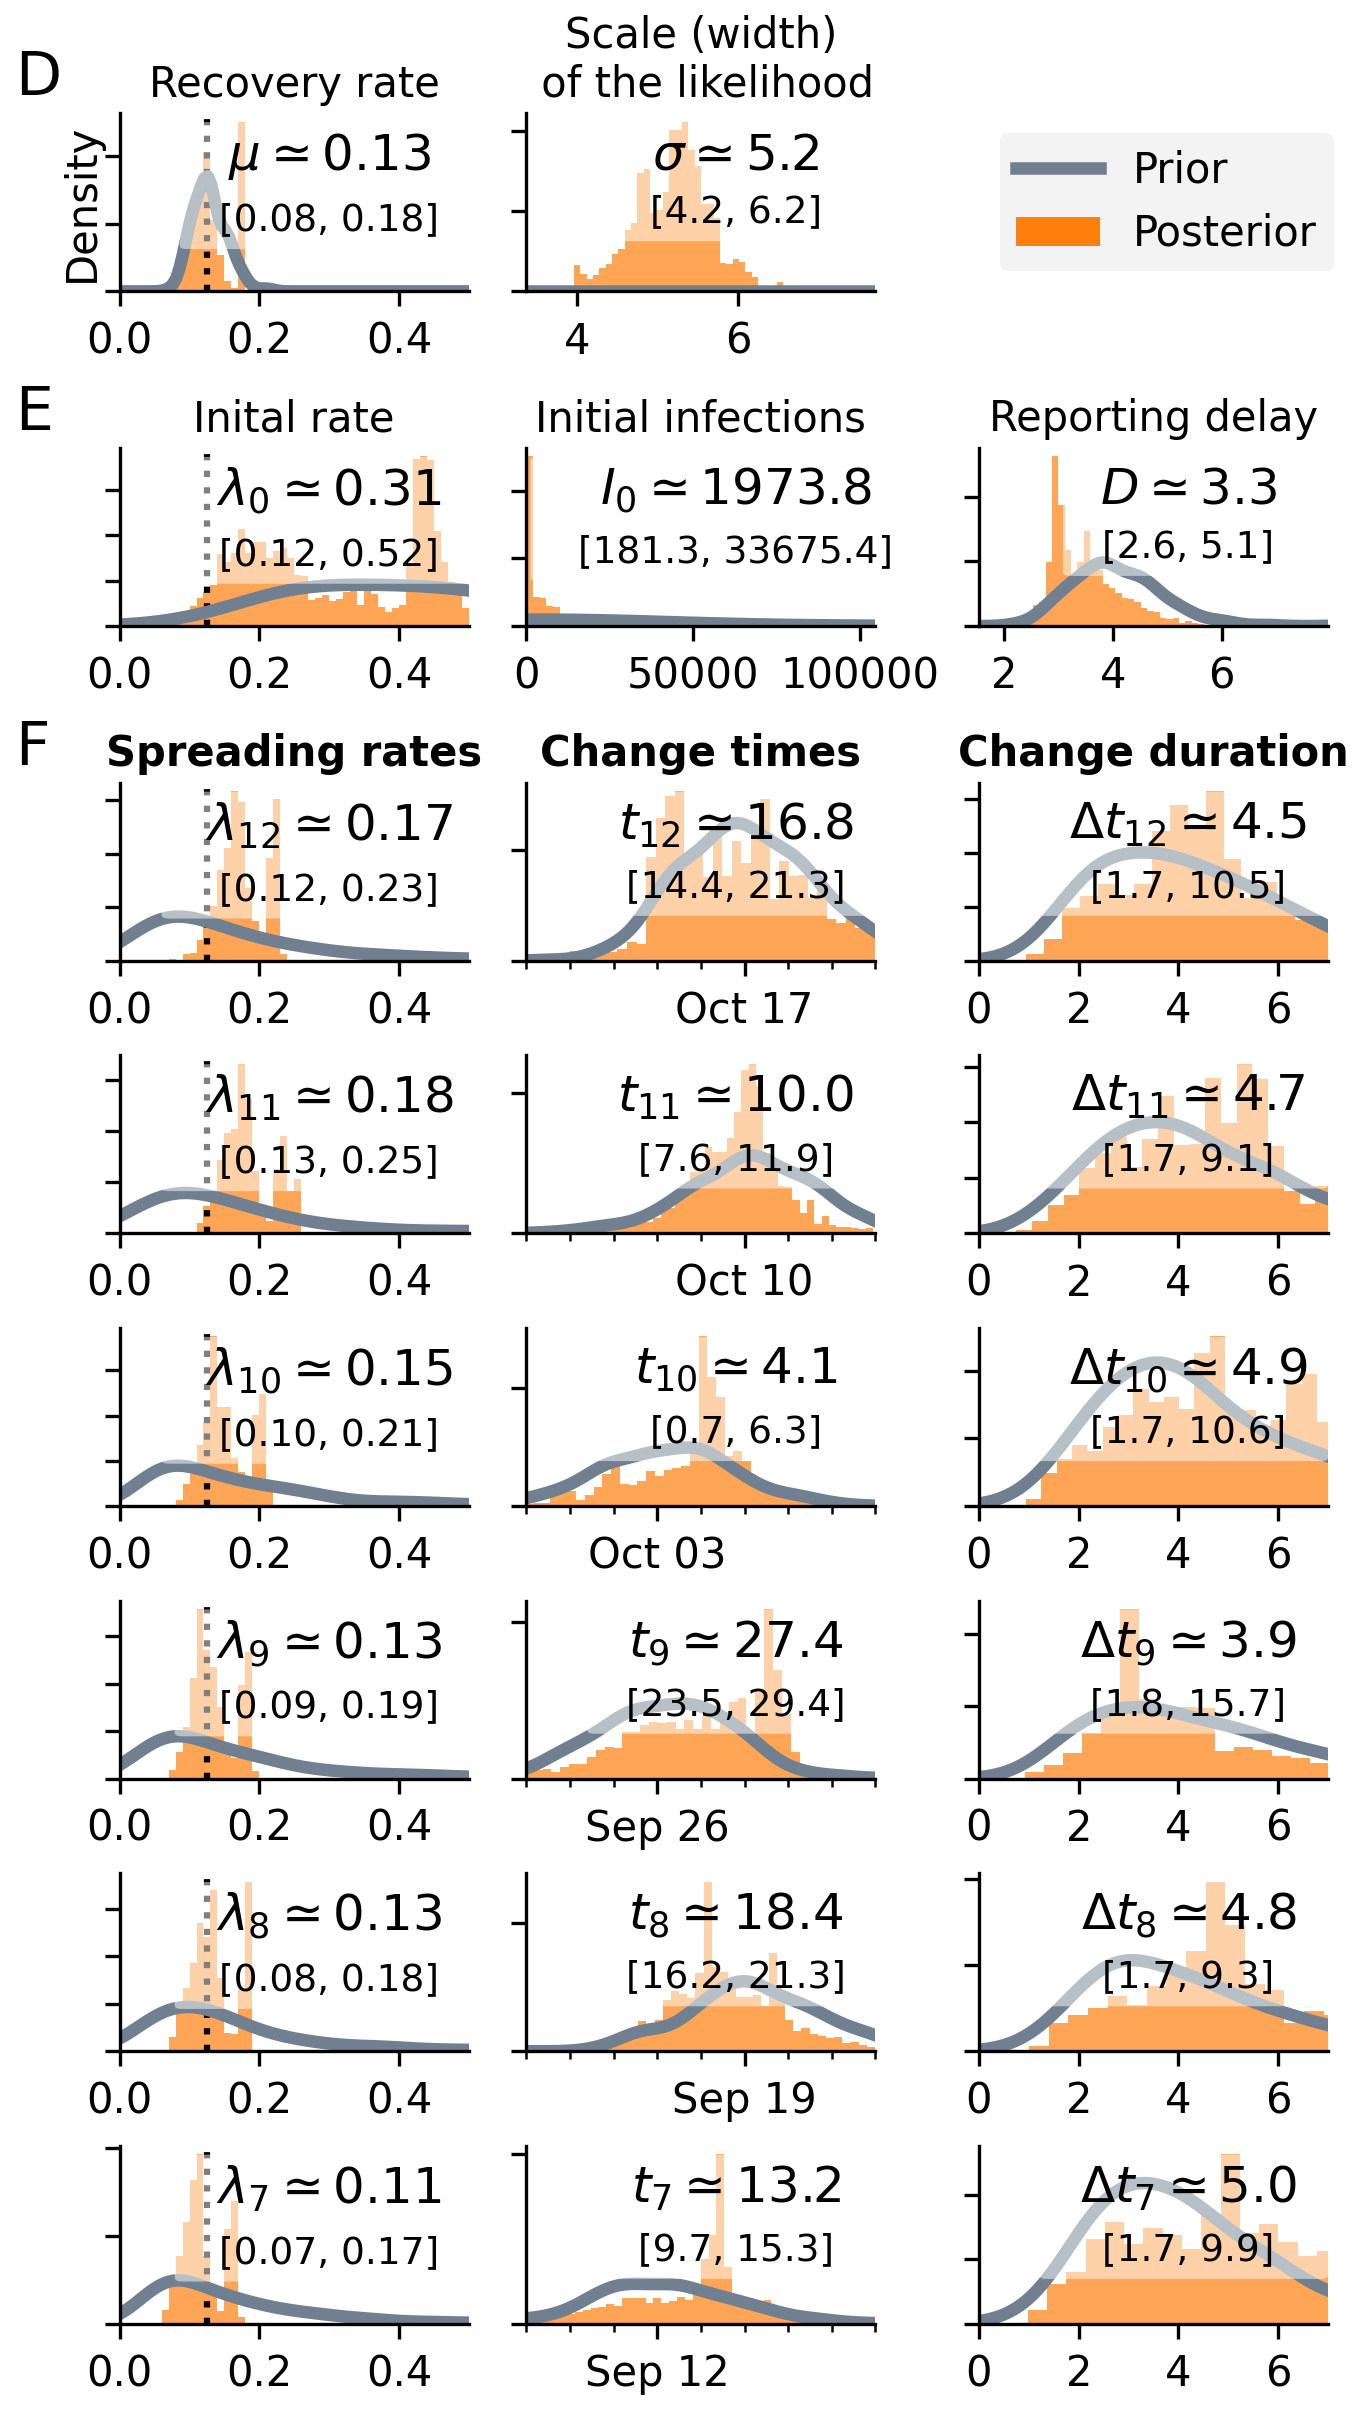 D
Recovery rate
Scale (width)
of the likelihood
Density
μ ≃ 0.13
[0.08, 0.18]
0.0 0.2 0.4
σ ≃ 5.2
[4.2, 6.2]
4 6
Prior
Posterior
E
Inital rate
Initial infections
Reporting delay
λ0 ≃ 0.31
[0.12, 0.52]
0.0 0.2 0.4
I0 ≃ 1973.8
[181.3, 33675.4]
0 50000 100000
D ≃ 3.3
[2.6, 5.1]
2 4 6
F
Spreading rates
Change times
Change duration
λ12 ≃ 0.17
[0.12, 0.23]
0.0 0.2 0.4
t12 ≃ 16.8
[14.4, 21.3]
Oct 17
Δt12 ≃ 4.5
[1.7, 10.5]
0 2 4 6
λ11 ≃ 0.18
[0.13, 0.25]
0.0 0.2 0.4
t11 ≃ 10.0
[7.6, 11.9]
Oct 10
Δt11 ≃ 4.7
[1.7, 9.1]
0 2 4 6
λ10 ≃ 0.15
[0.10, 0.21]
0.0 0.2 0.4
t10 ≃ 4.1
[0.7, 6.3]
Oct 03
Δt10 ≃ 4.9
[1.7, 10.6]
0 2 4 6
λ9 ≃ 0.13
[0.09, 0.19]
0.0 0.2 0.4
t9 ≃ 27.4
[23.5, 29.4]
Sep 26
Δt9 ≃ 3.9
[1.8, 15.7]
0 2 4 6
λ8 ≃ 0.13
[0.08, 0.18]
0.0 0.2 0.4
t8 ≃ 18.4
[16.2, 21.3]
Sep 19
Δt8 ≃ 4.8
[1.7, 9.3]
0 2 4 6
λ7 ≃ 0.11
[0.07, 0.17]
0.0 0.2 0.4
t7 ≃ 13.2
[9.7, 15.3]
Sep 12
Δt7 ≃ 5.0
[1.7, 9.9]
0 2 4 6